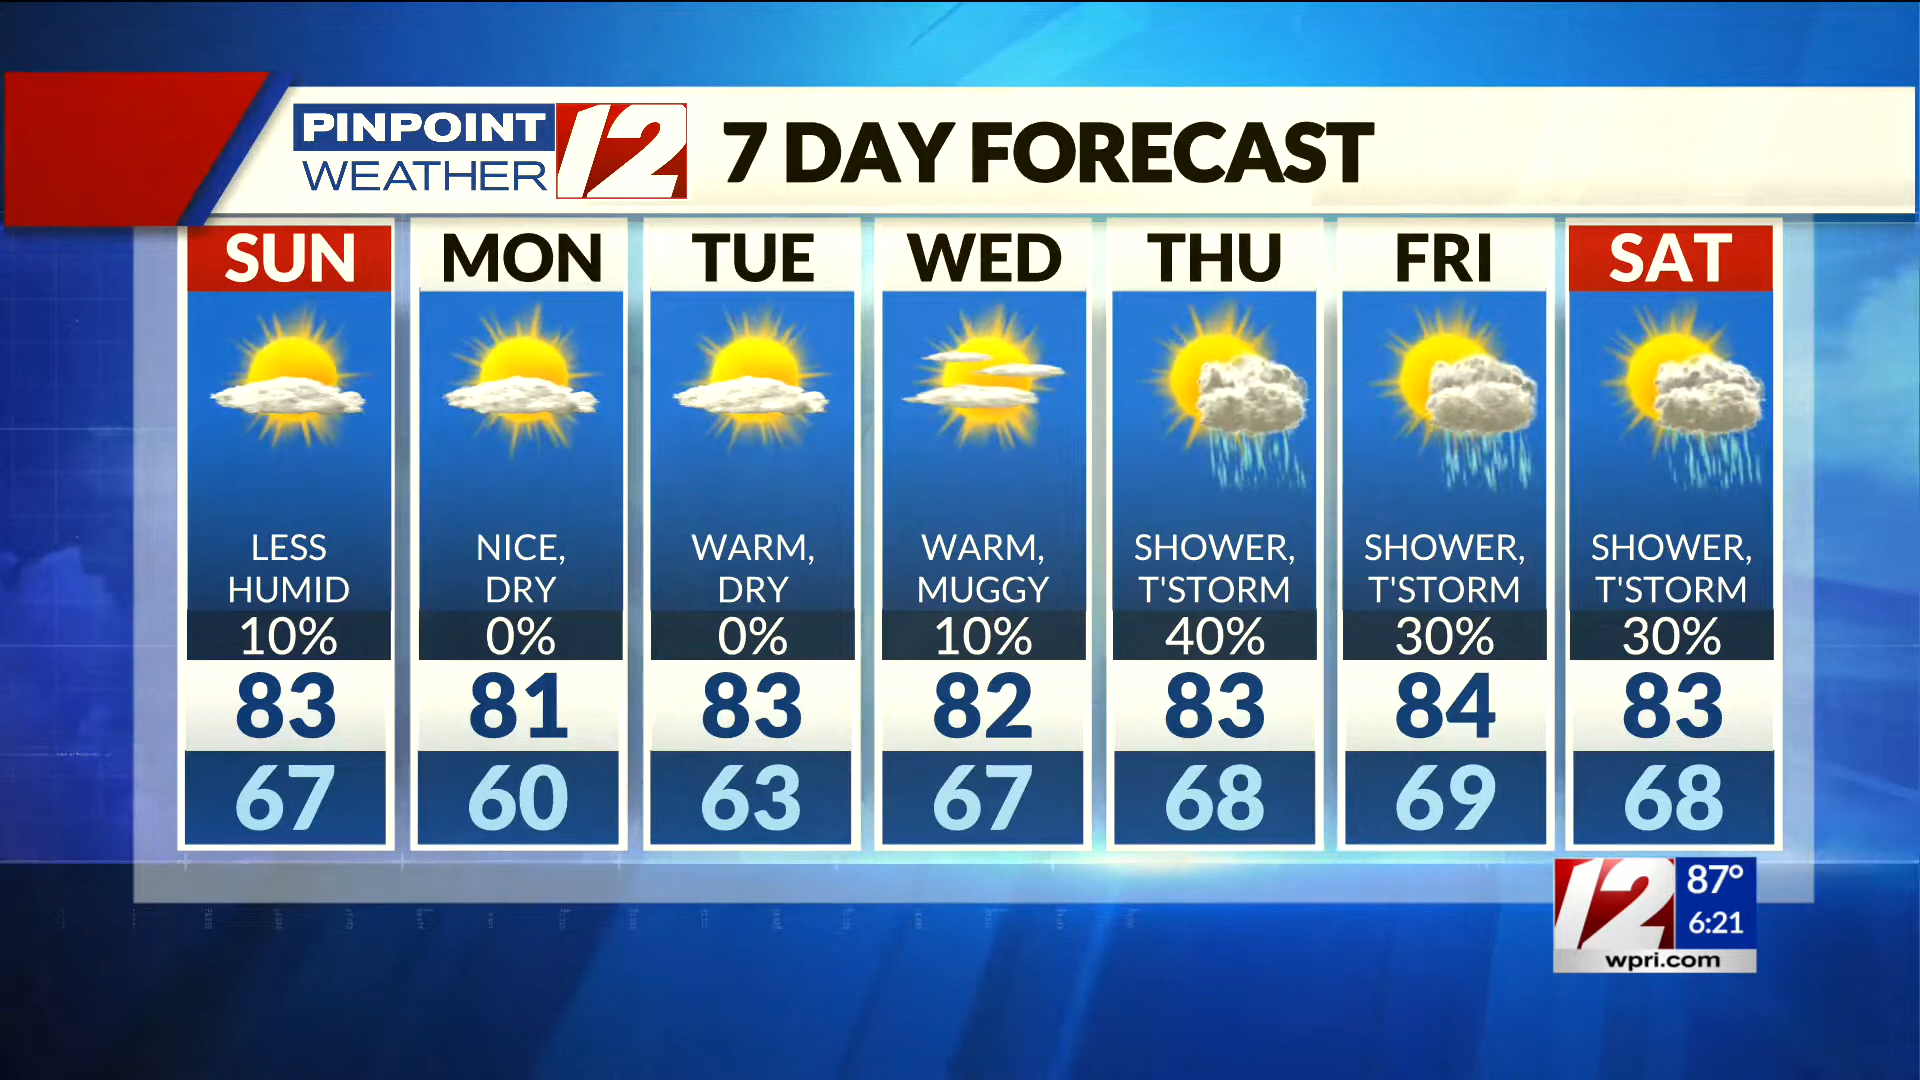 PINPOINT
WEATHER
12
7 DAY FORECAST
SUN
MON
TUE
WED
THU
FRI
SAT
LESS
HUMID
10%
83
67
NICE,
DRY
0%
81
60
WARM,
DRY
0%
83
63
WARM,
MUGGY
10%
82
67
SHOWER,
T'STORM
40%
83
68
SHOWER,
T'STORM
30%
84
69
SHOWER,
T'STORM
30%
83
68
12
87°
6:21
wpri.com